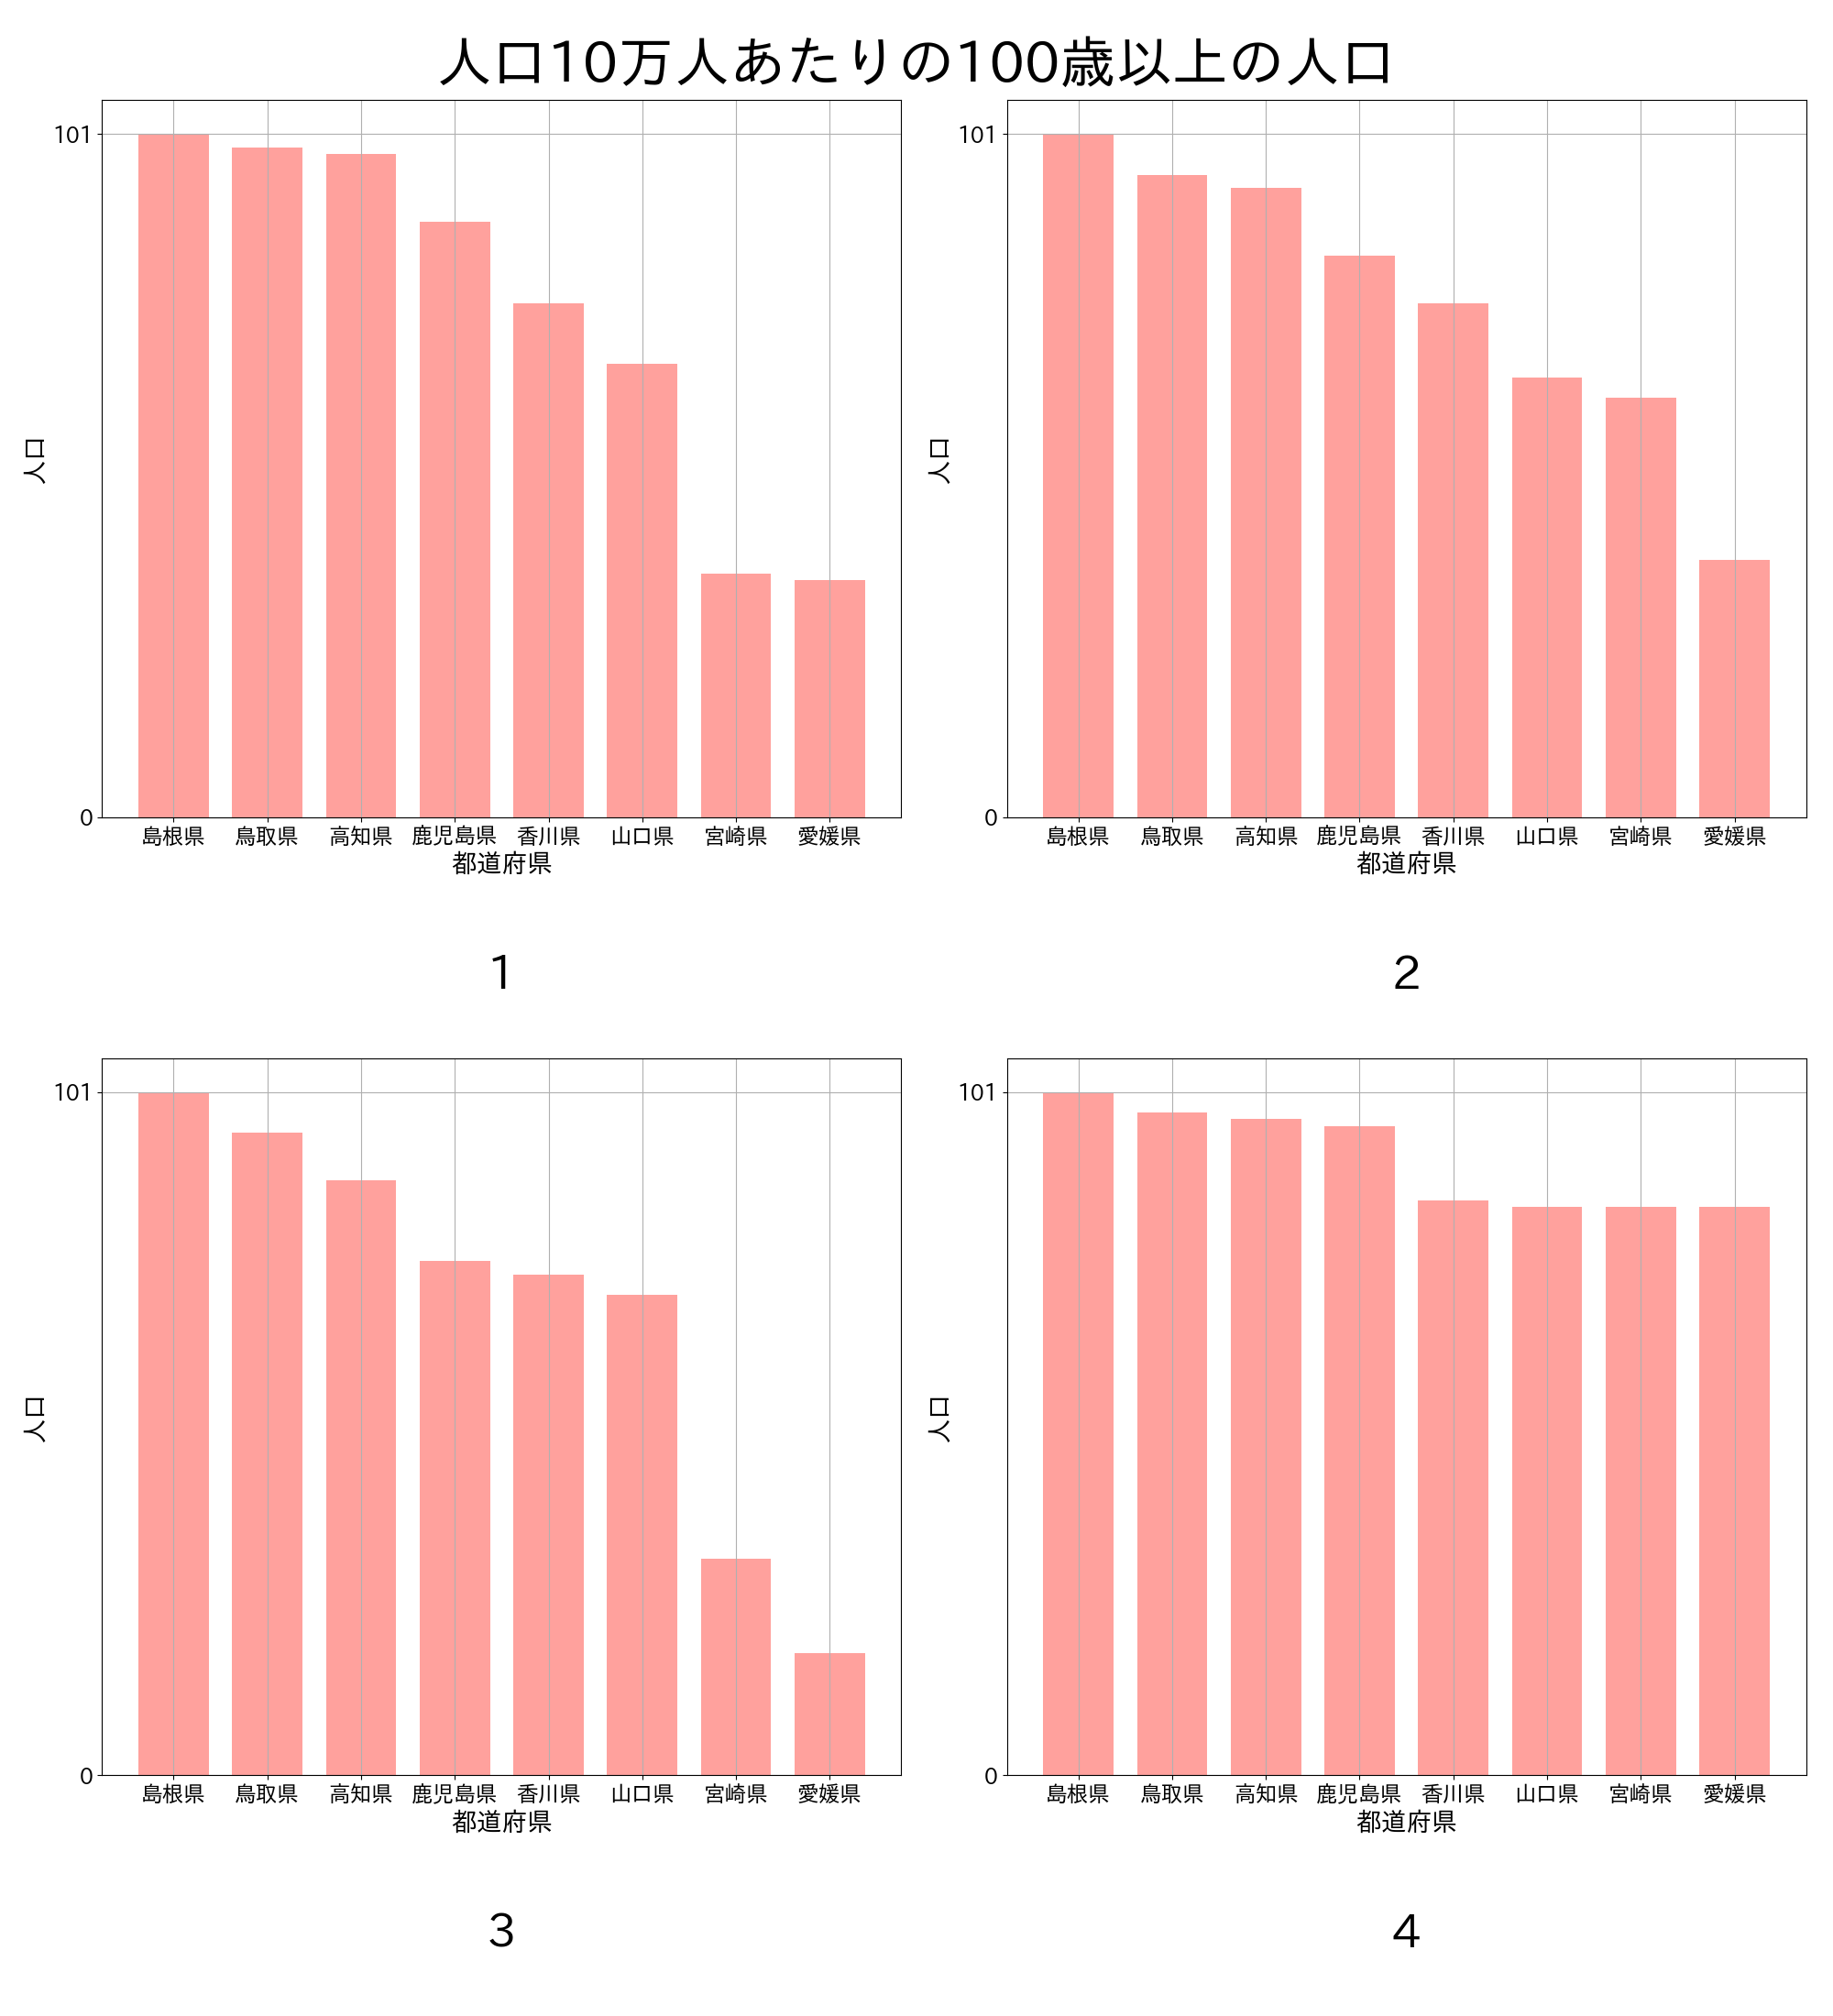 人口10万人あたりの100歳以上の人口
101
0
人口
島根県 鳥取県 高知県 鹿児島県 香川県 山口県 宮崎県 愛媛県
都道府県
1
101
0
人口
島根県 鳥取県 高知県 鹿児島県 香川県 山口県 宮崎県 愛媛県
都道府県
2
101
0
人口
島根県 鳥取県 高知県 鹿児島県 香川県 山口県 宮崎県 愛媛県
都道府県
3
101
0
人口
島根県 鳥取県 高知県 鹿児島県 香川県 山口県 宮崎県 愛媛県
都道府県
4